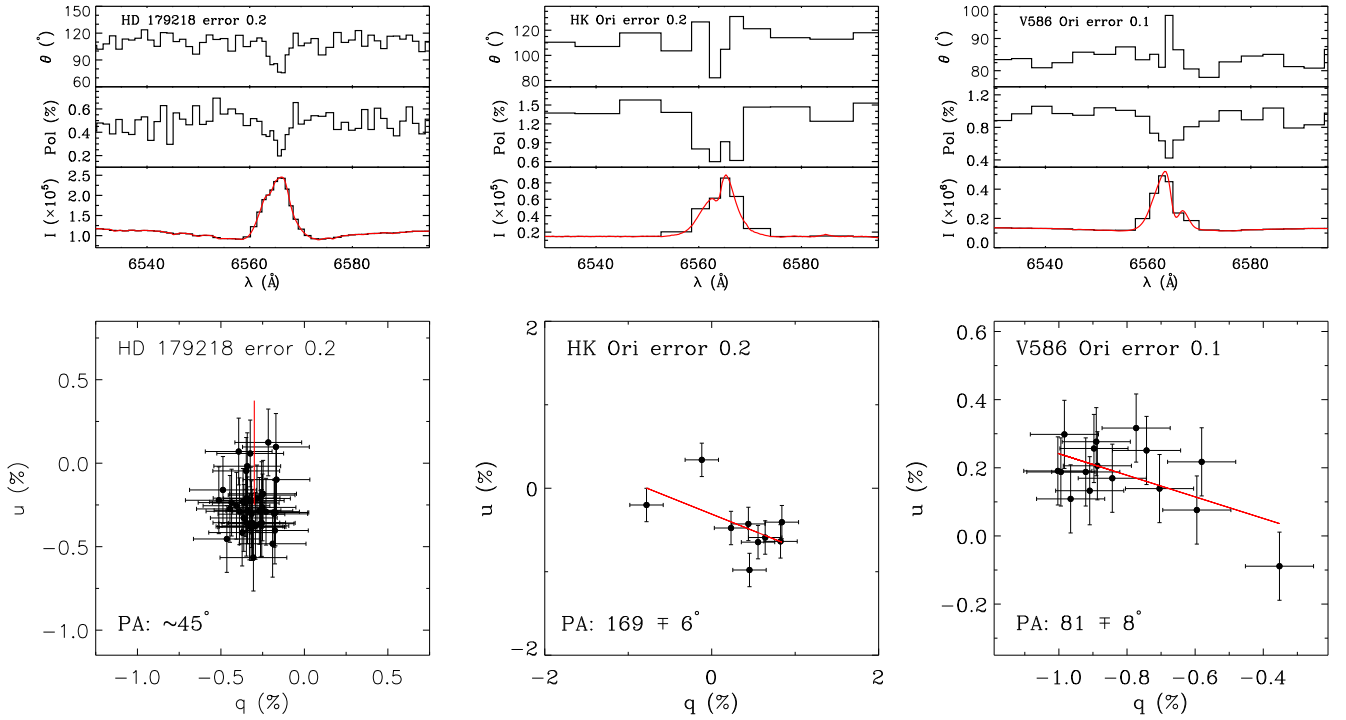 HD 179218 error 0.2
θ (°)
150
120
90
60
Pol (%)
0.6
0.4
0.2
I (×10⁵)
2.5
2.0
1.5
1.0
6540 6560 6580
λ (Å)
HK Ori error 0.2
θ (°)
120
100
80
Pol (%)
1.5
1.2
0.9
0.6
I (×10⁵)
0.8
0.6
0.4
0.2
6540 6560 6580
λ (Å)
V586 Ori error 0.1
θ (°)
100
95
90
85
80
Pol (%)
1.2
0.8
0.4
I (×10⁶)
0.4
0.2
0.0
6540 6560 6580
λ (Å)
HD 179218 error 0.2
u (%)
0.5
0.0
−0.5
−1.0
PA: ~45°
−1.0 −0.5 0.0 0.5
q (%)
HK Ori error 0.2
u (%)
2
0
−2
PA: 169 ∓ 6°
−2 0 2
q (%)
V586 Ori error 0.1
u (%)
0.6
0.4
0.2
−0.0
−0.2
PA: 81 ∓ 8°
−1.0 −0.8 −0.6 −0.4
q (%)